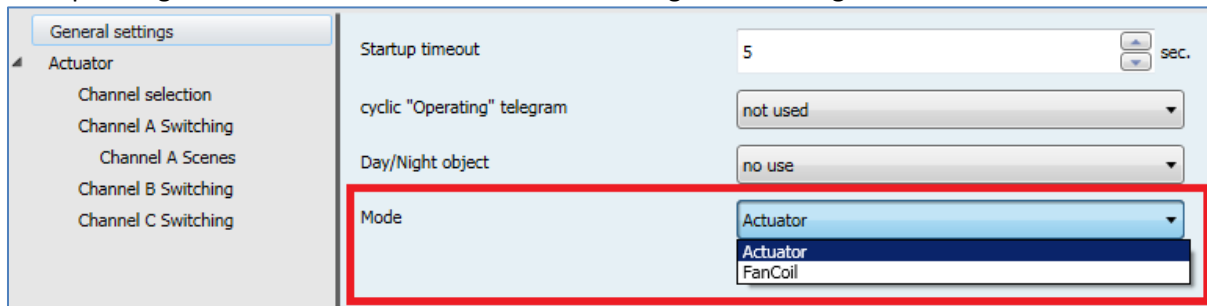 General settings
Actuator
Channel selection
Channel A Switching
Channel A Scenes
Channel B Switching
Channel C Switching
Startup timeout
5
sec.
cyclic "Operating" telegram
not used
Day/Night object
no use
Mode
Actuator
Actuator
FanCoil